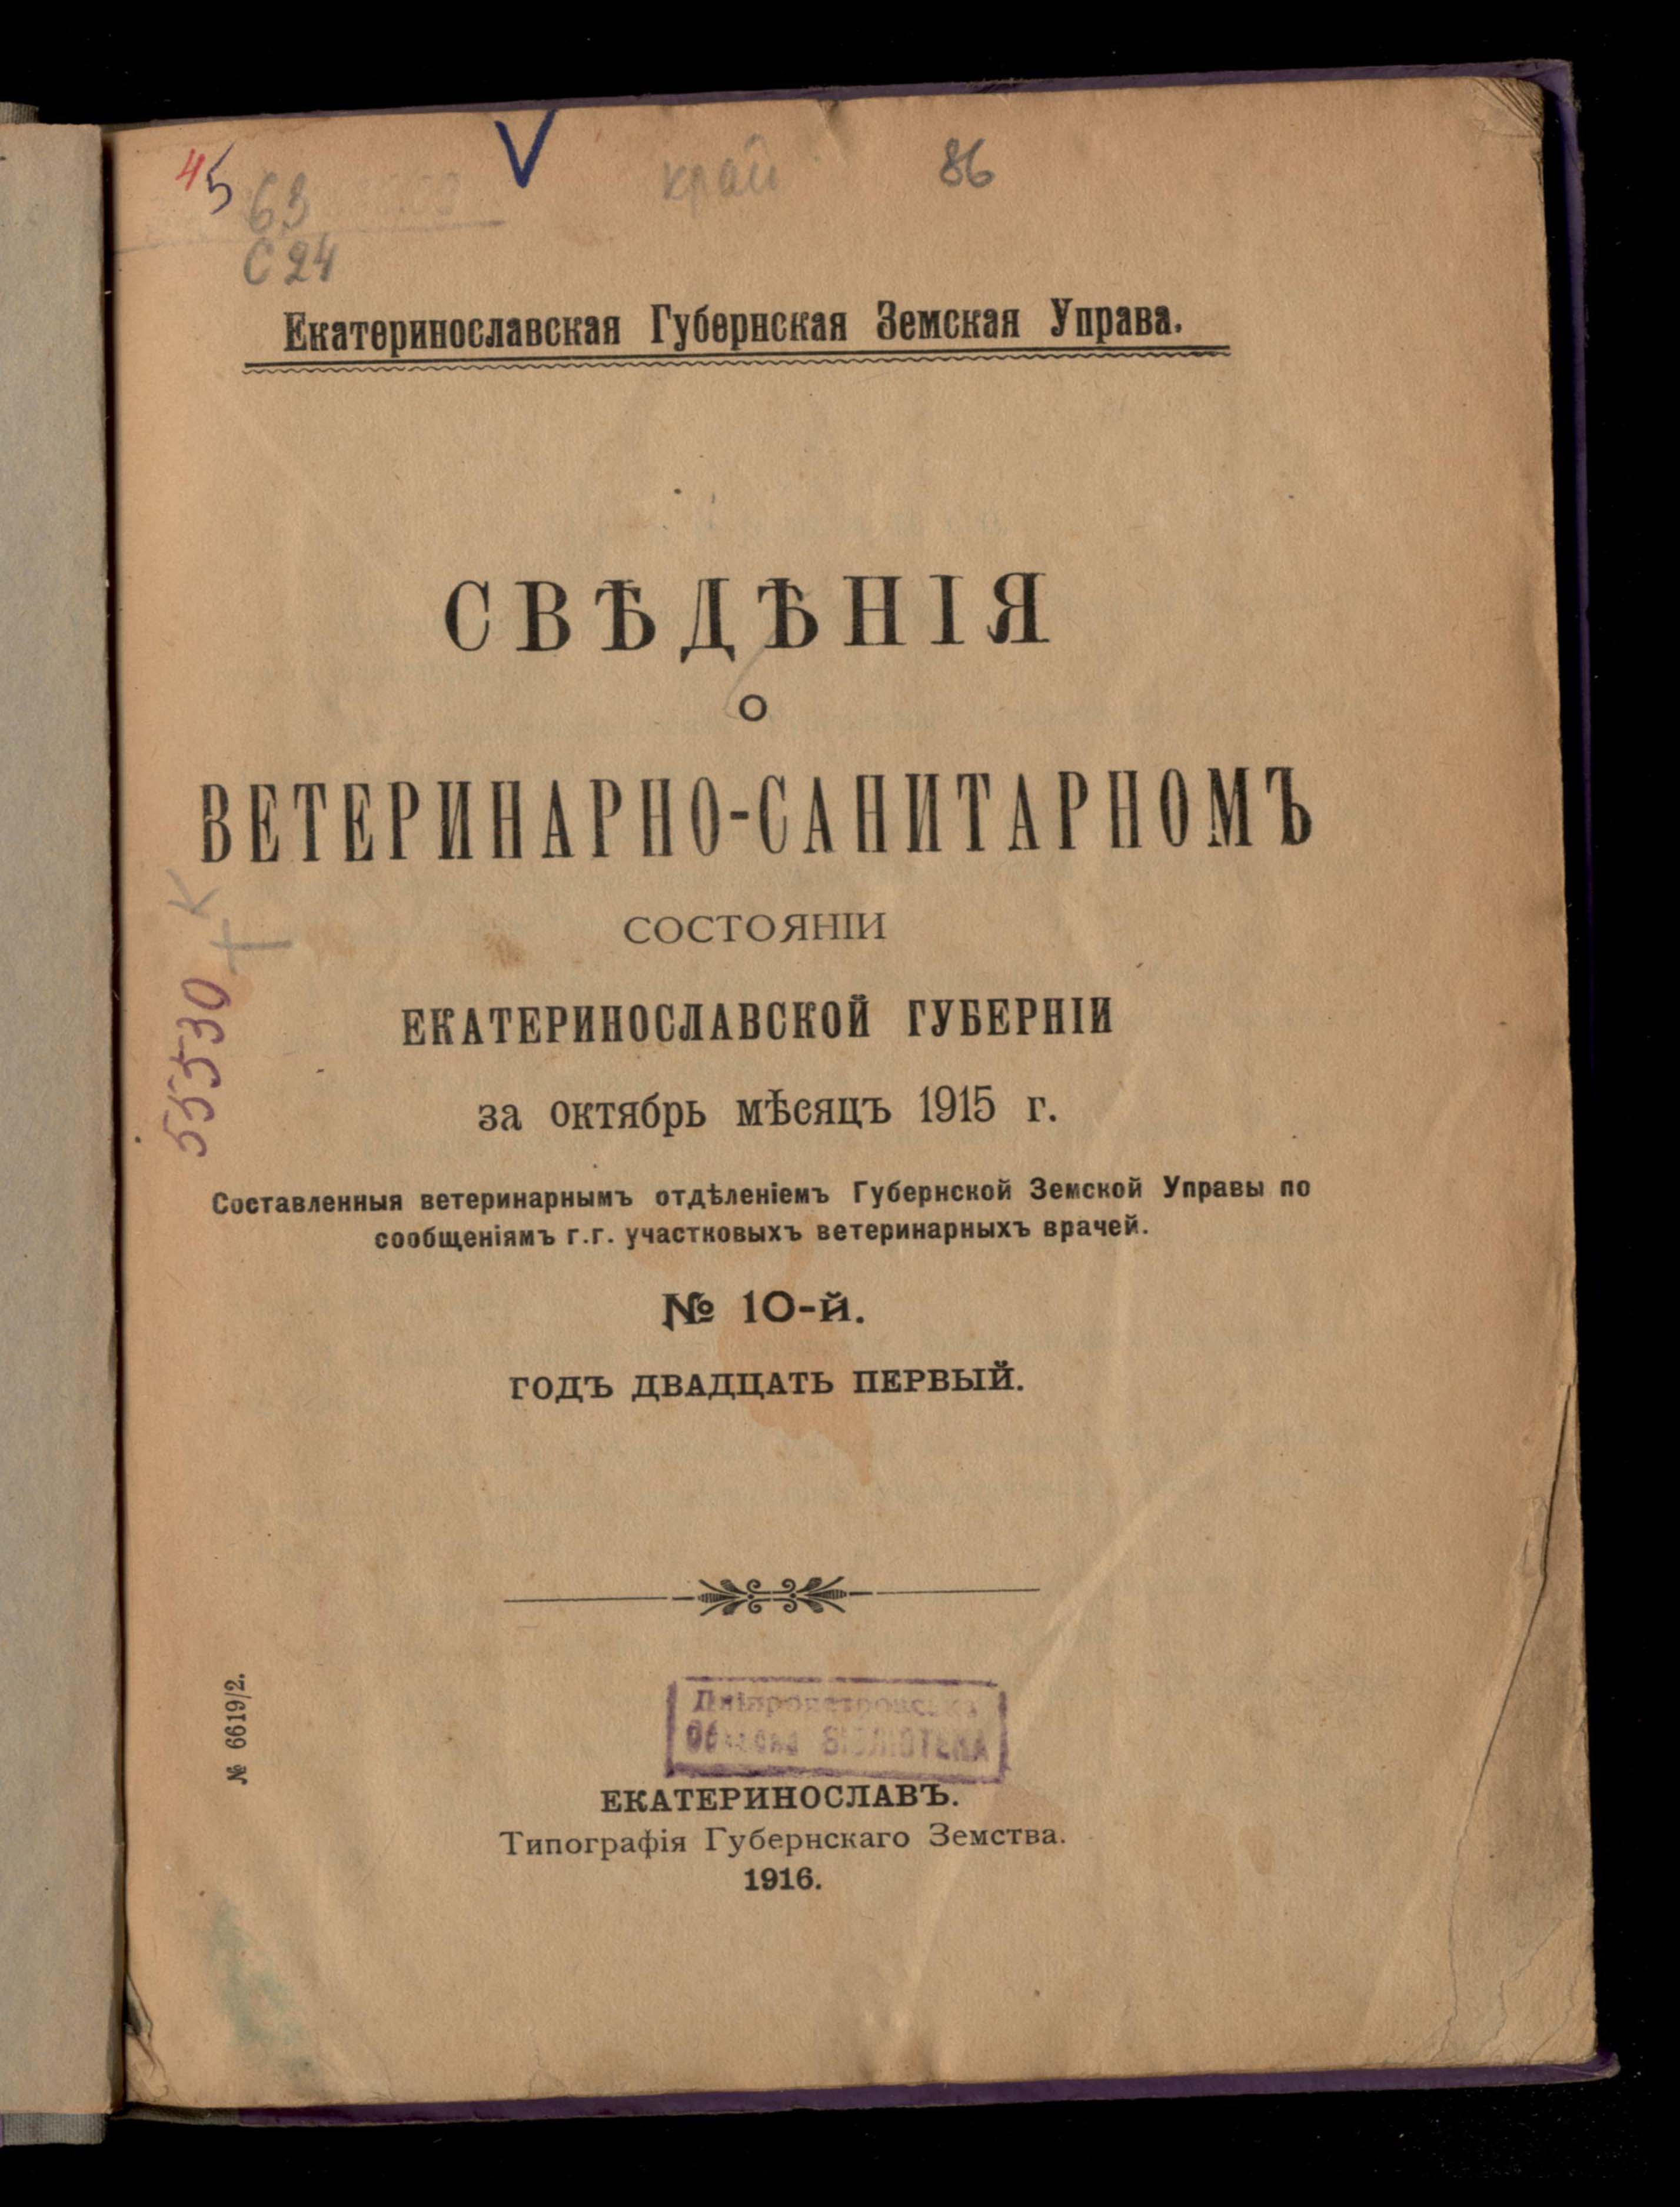 45
63
край
86
С24
Екатеринославская Губернская Земская Управа.
СВѢДѢНІЯ
О
ВЕТЕРИНАРНО-САНИТАРНОМЪ
СОСТОЯНІИ
ЕКАТЕРИНОСЛАВСКОЙ ГУБЕРНІИ
за октябрь мѣсяцъ 1915 г.
Составленныя ветеринарнымъ отдѣленіемъ Губернской Земской Управы по
сообщеніямъ г.г. участковыхъ ветеринарныхъ врачей.
№ 10-й.
ГОДЪ ДВАДЦАТЬ ПЕРВЫЙ.
55530
К
№ 6619/2.
БІБЛІОТЕКА
ЕКАТЕРИНОСЛАВЪ.
Типографія Губернскаго Земства.
1916.